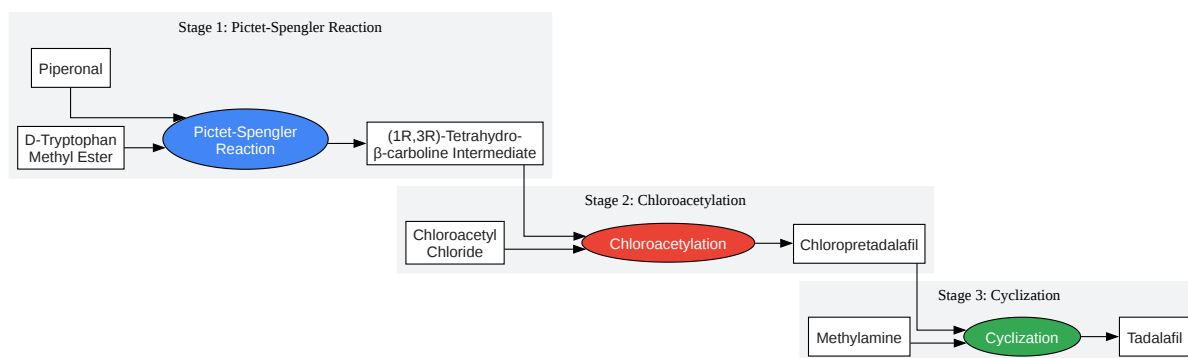 Stage 1: Pictet-Spengler Reaction
Piperonal
D-Tryptophan
Methyl Ester
Pictet-Spengler
Reaction
(1R,3R)-Tetrahydro-
β-carboline Intermediate
Stage 2: Chloroacetylation
Chloroacetyl
Chloride
Chloroacetylation
Chloropretadalafil
Stage 3: Cyclization
Methylamine
Cyclization
Tadalafil